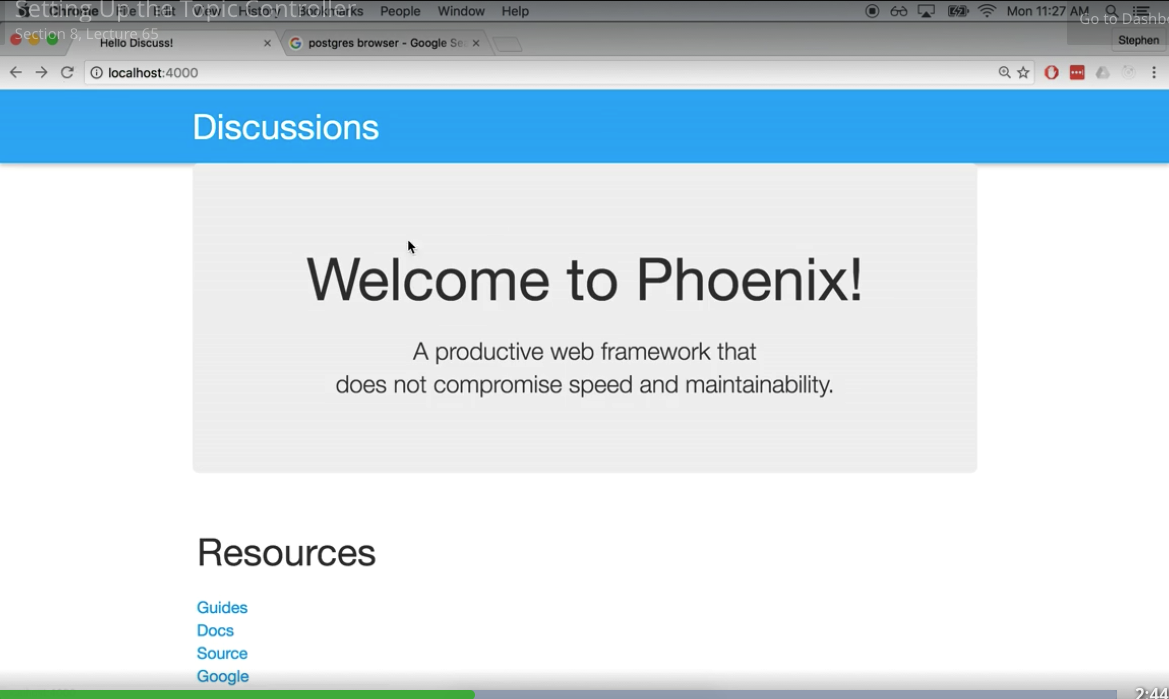 Setting Up the Topic Controller
Chrome File Edit View History Bookmarks People Window Help Mon 11:27 AM
Section 8, Lecture 65
Go to Dashb
Hello Discuss! postgres browser - Google Se Stephen
localhost:4000
Discussions
Welcome to Phoenix!
A productive web framework that
does not compromise speed and maintainability.
Resources
Guides
Docs
Source
Google
2:44